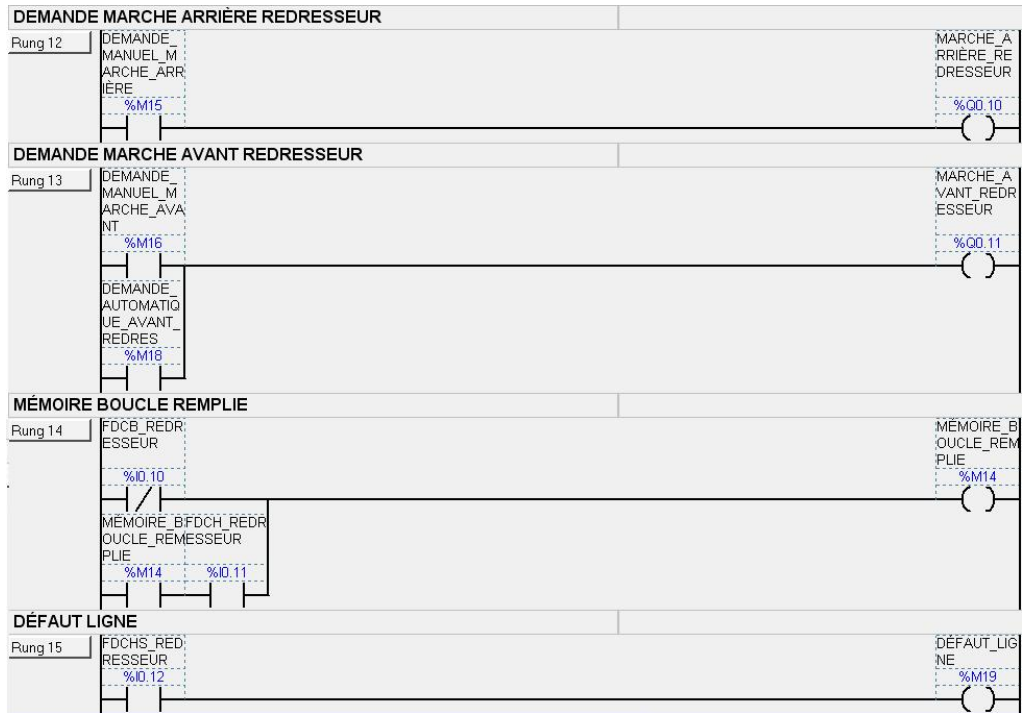 DEMANDE MARCHE ARRIÈRE REDRESSEUR
Rung 12
DEMANDE_
MANUEL_M
ARCHE_ARR
IÈRE
%M15
MARCHE_A
RRIÈRE_RE
DRESSEUR
%Q0.10
DEMANDE MARCHE AVANT REDRESSEUR
Rung 13
DEMANDE_
MANUEL_M
ARCHE_AVA
NT
%M16
MARCHE_A
VANT_REDR
ESSEUR
%Q0.11
DEMANDE_
AUTOMATIQ
UE_AVANT_
REDRES
%M18
MÉMOIRE BOUCLE REMPLIE
Rung 14
FDCB_REDR
ESSEUR
%I0.10
MÉMOIRE_B
OUCLE_REM
PLIE
%M14
MÉMOIRE_B
OUCLE_REM
PLIE
%M14
FDCH_REDR
ESSEUR
%I0.11
DÉFAUT LIGNE
Rung 15
FDCHS_RED
RESSEUR
%I0.12
DÉFAUT_LIG
NE
%M19